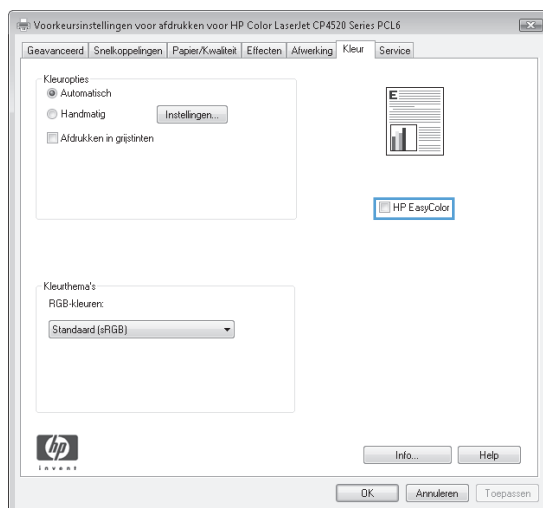 Voorkeursinstellingen voor afdrukken voor HP Color LaserJet CP4520 Series PCL6
Geavanceerd Snelkoppelingen Papier/Kwaliteit Effecten Afwerking Kleur Service
Kleuropties
Automatisch
Handmatig Instellingen...
Afdrukken in grijstinten
E
HP EasyColor
Kleurthema's
RGB-kleuren:
Standaard (sRGB)
hp
invent
Info... Help
OK Annuleren Toepassen